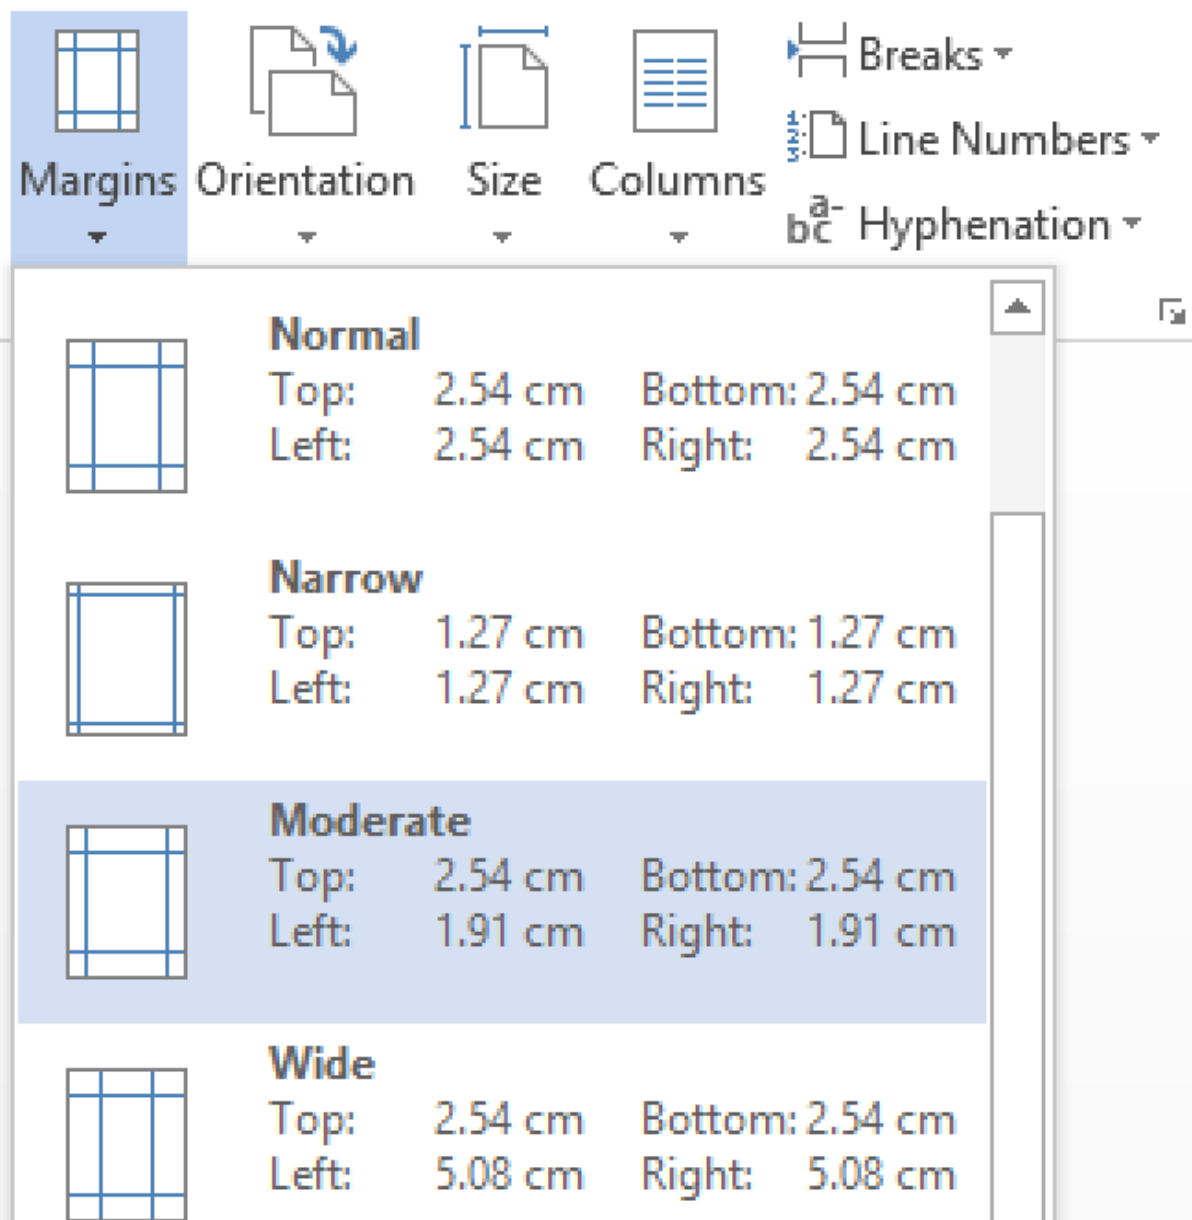 Margins Orientation Size Columns
Breaks
Line Numbers
a-
bc Hyphenation
Normal
Top: 2.54 cm Bottom: 2.54 cm
Left: 2.54 cm Right: 2.54 cm
Narrow
Top: 1.27 cm Bottom: 1.27 cm
Left: 1.27 cm Right: 1.27 cm
Moderate
Top: 2.54 cm Bottom: 2.54 cm
Left: 1.91 cm Right: 1.91 cm
Wide
Top: 2.54 cm Bottom: 2.54 cm
Left: 5.08 cm Right: 5.08 cm